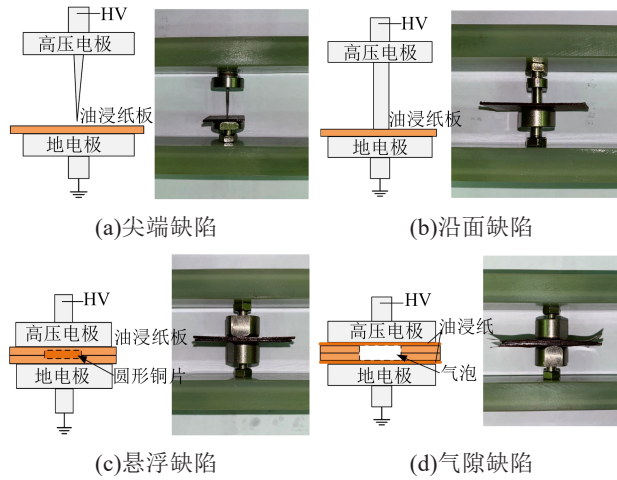 HV
高压电极
油浸纸板
地电极
(a)尖端缺陷
HV
高压电极
油浸纸板
地电极
(b)沿面缺陷
HV
高压电极
油浸纸板
地电极
圆形铜片
(c)悬浮缺陷
HV
高压电极
油浸纸
地电极
气泡
(d)气隙缺陷